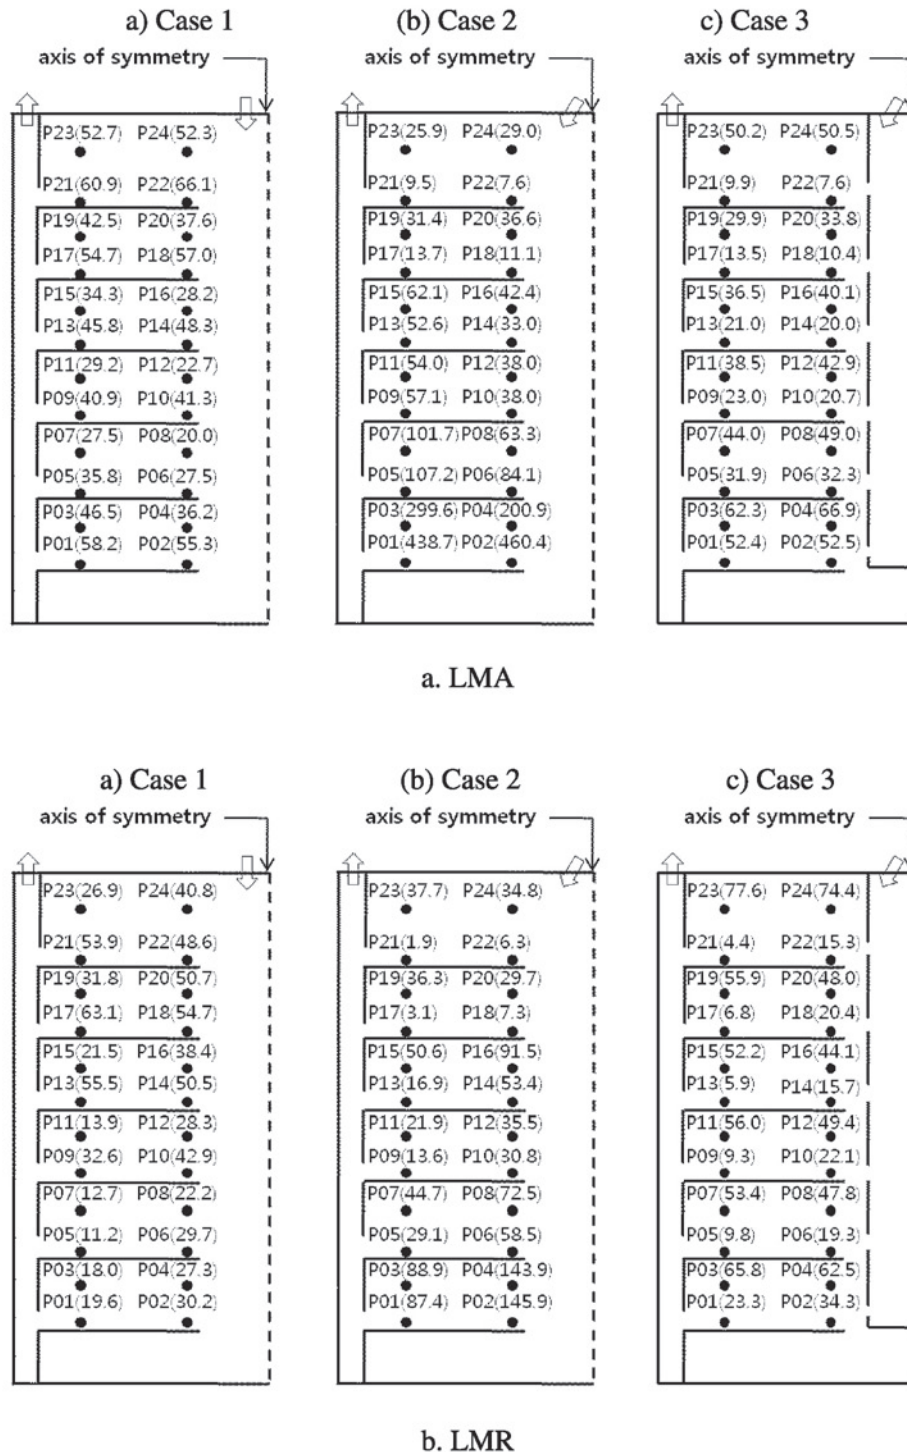 a) Case 1 (b) Case 2 c) Case 3
axis of symmetry axis of symmetry axis of symmetry
P23(52.7) P24(52.3) P23(25.9) P24(29.0) P23(50.2) P24(50.5)
P21(60.9) P22(66.1) P21(9.5) P22(7.6) P21(9.9) P22(7.6)
P19(42.5) P20(37.6) P19(31.4) P20(36.6) P19(29.9) P20(33.8)
P17(54.7) P18(57.0) P17(13.7) P18(11.1) P17(13.5) P18(10.4)
P15(34.3) P16(28.2) P15(62.1) P16(42.4) P15(36.5) P16(40.1)
P13(45.8) P14(48.3) P13(52.6) P14(33.0) P13(21.0) P14(20.0)
P11(29.2) P12(22.7) P11(54.0) P12(38.0) P11(38.5) P12(42.9)
P09(40.9) P10(41.3) P09(57.1) P10(38.0) P09(23.0) P10(20.7)
P07(27.5) P08(20.0) P07(101.7) P08(63.3) P07(44.0) P08(49.0)
P05(35.8) P06(27.5) P05(107.2) P06(84.1) P05(31.9) P06(32.3)
P03(46.5) P04(36.2) P03(299.6) P04(200.9) P03(62.3) P04(66.9)
P01(58.2) P02(55.3) P01(438.7) P02(460.4) P01(52.4) P02(52.5)
a. LMA
a) Case 1 (b) Case 2 c) Case 3
axis of symmetry axis of symmetry axis of symmetry
P23(26.9) P24(40.8) P23(37.7) P24(34.8) P23(77.6) P24(74.4)
P21(53.9) P22(48.6) P21(1.9) P22(6.3) P21(4.4) P22(15.3)
P19(31.8) P20(50.7) P19(36.3) P20(29.7) P19(55.9) P20(48.0)
P17(63.1) P18(54.7) P17(3.1) P18(7.3) P17(6.8) P18(20.4)
P15(21.5) P16(38.4) P15(50.6) P16(91.5) P15(52.2) P16(44.1)
P13(55.5) P14(50.5) P13(16.9) P14(53.4) P13(5.9) P14(15.7)
P11(13.9) P12(28.3) P11(21.9) P12(35.5) P11(56.0) P12(49.4)
P09(32.6) P10(42.9) P09(13.6) P10(30.8) P09(9.3) P10(22.1)
P07(12.7) P08(22.2) P07(44.7) P08(72.5) P07(53.4) P08(47.8)
P05(11.2) P06(29.7) P05(29.1) P06(58.5) P05(9.8) P06(19.3)
P03(18.0) P04(27.3) P03(88.9) P04(143.9) P03(65.8) P04(62.5)
P01(19.6) P02(30.2) P01(87.4) P02(145.9) P01(23.3) P02(34.3)
b. LMR